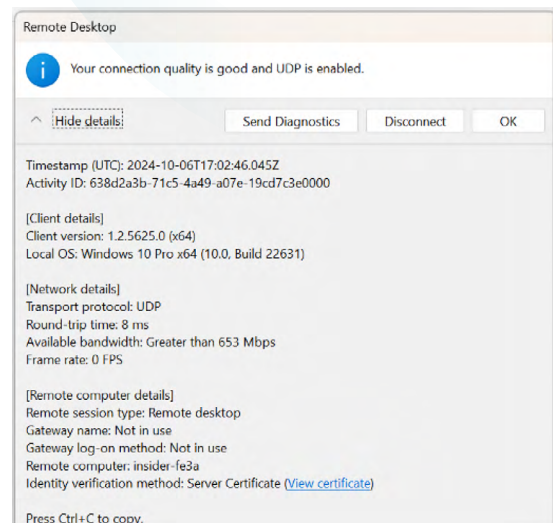 Remote Desktop
Your connection quality is good and UDP is enabled.
Hide details
Send Diagnostics
Disconnect
OK
Timestamp (UTC): 2024-10-06T17:02:46.045Z
Activity ID: 638d2a3b-71c5-4a49-a07e-19cd7c3e0000
[Client details]
Client version: 1.2.5625.0 (x64)
Local OS: Windows 10 Pro x64 (10.0, Build 22631)
[Network details]
Transport protocol: UDP
Round-trip time: 8 ms
Available bandwidth: Greater than 653 Mbps
Frame rate: 0 FPS
[Remote computer details]
Remote session type: Remote desktop
Gateway name: Not in use
Gateway log-on method: Not in use
Remote computer: insider-fe3a
Identity verification method: Server Certificate (View certificate)
Press Ctrl+C to copy.